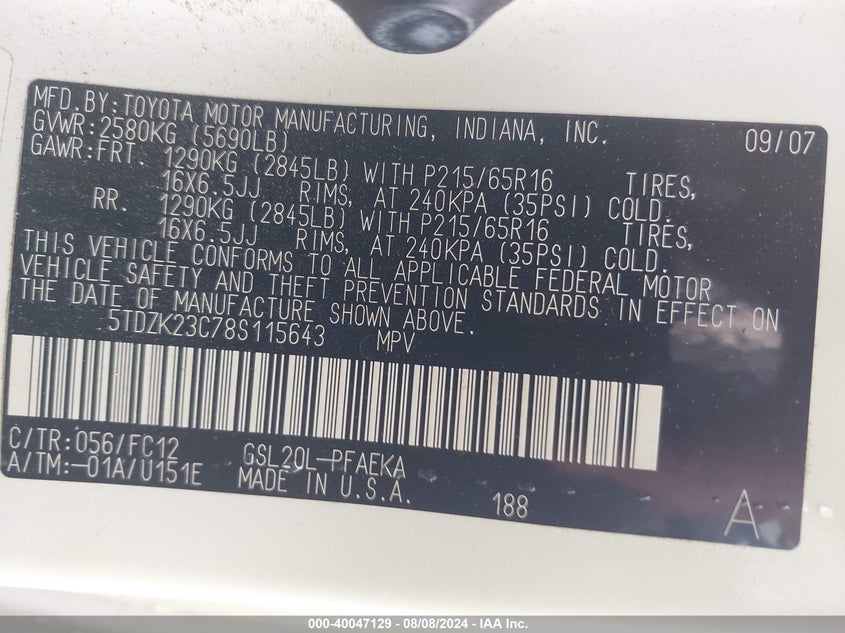 MFD.BY:TOYOTA MOTOR MANUFACTURING, INDIANA, INC. 09/07
GVWR:2580KG (5690LB)
GAWR:FRT. 1290KG (2845LB) WITH P215/65R16 TIRES,
16X6.5JJ RIMS, AT 240KPA (35PSI) COLD.
RR. 1290KG (2845LB) WITH P215/65R16 TIRES,
16X6.5JJ RIMS, AT 240KPA (35PSI) COLD.
THIS VEHICLE CONFORMS TO ALL APPLICABLE FEDERAL MOTOR
VEHICLE SAFETY AND THEFT PREVENTION STANDARDS IN EFFECT ON
THE DATE OF MANUFACTURE SHOWN ABOVE.
5TDZK23C78S115643 MPV
C/TR:056/FC12 GSL20L-PFAEKA
A/TM:-01A/U151E MADE IN U.S.A. 188 A
000-40047129 - 08/08/2024 - IAA Inc.